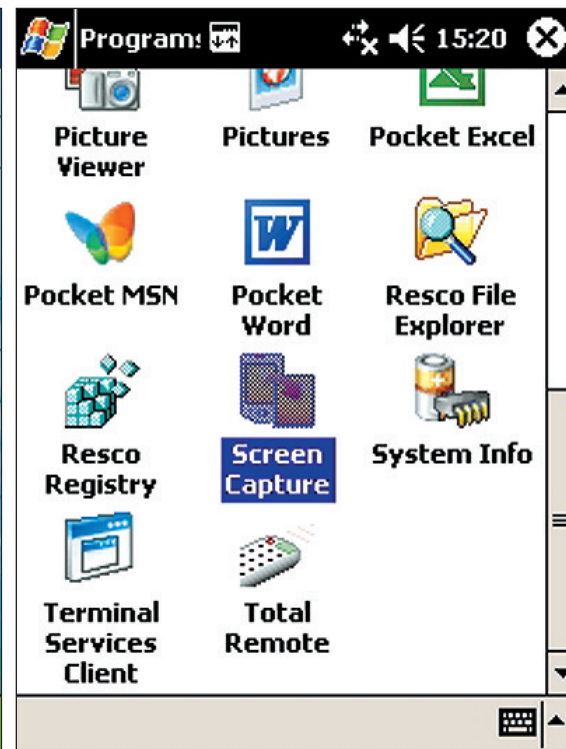 Programs 15:20
Picture Pictures Pocket Excel
Viewer
Pocket MSN Pocket Resco File
Word Explorer
Resco Screen System Info
Registry Capture
Terminal Total
Services Remote
Client